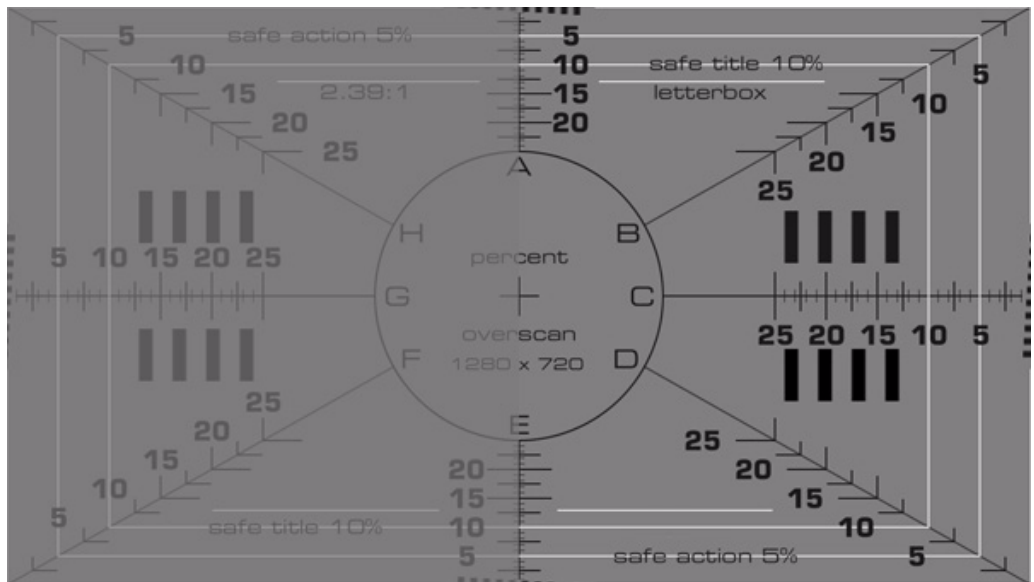 5 safe action 5% 5
10 10 safe title 10% 5
2.39:1 15 15 letterbox 10
15
20 20 15
25 20
A 25
H B
5 10 15 20 25 percent
G C
overscan 25 20 15 10 5
F 1280 x 720 D
25
E
20 25
15 20 20
10 15 15
5 safe title 10% 10 10
5 safe action 5% 5